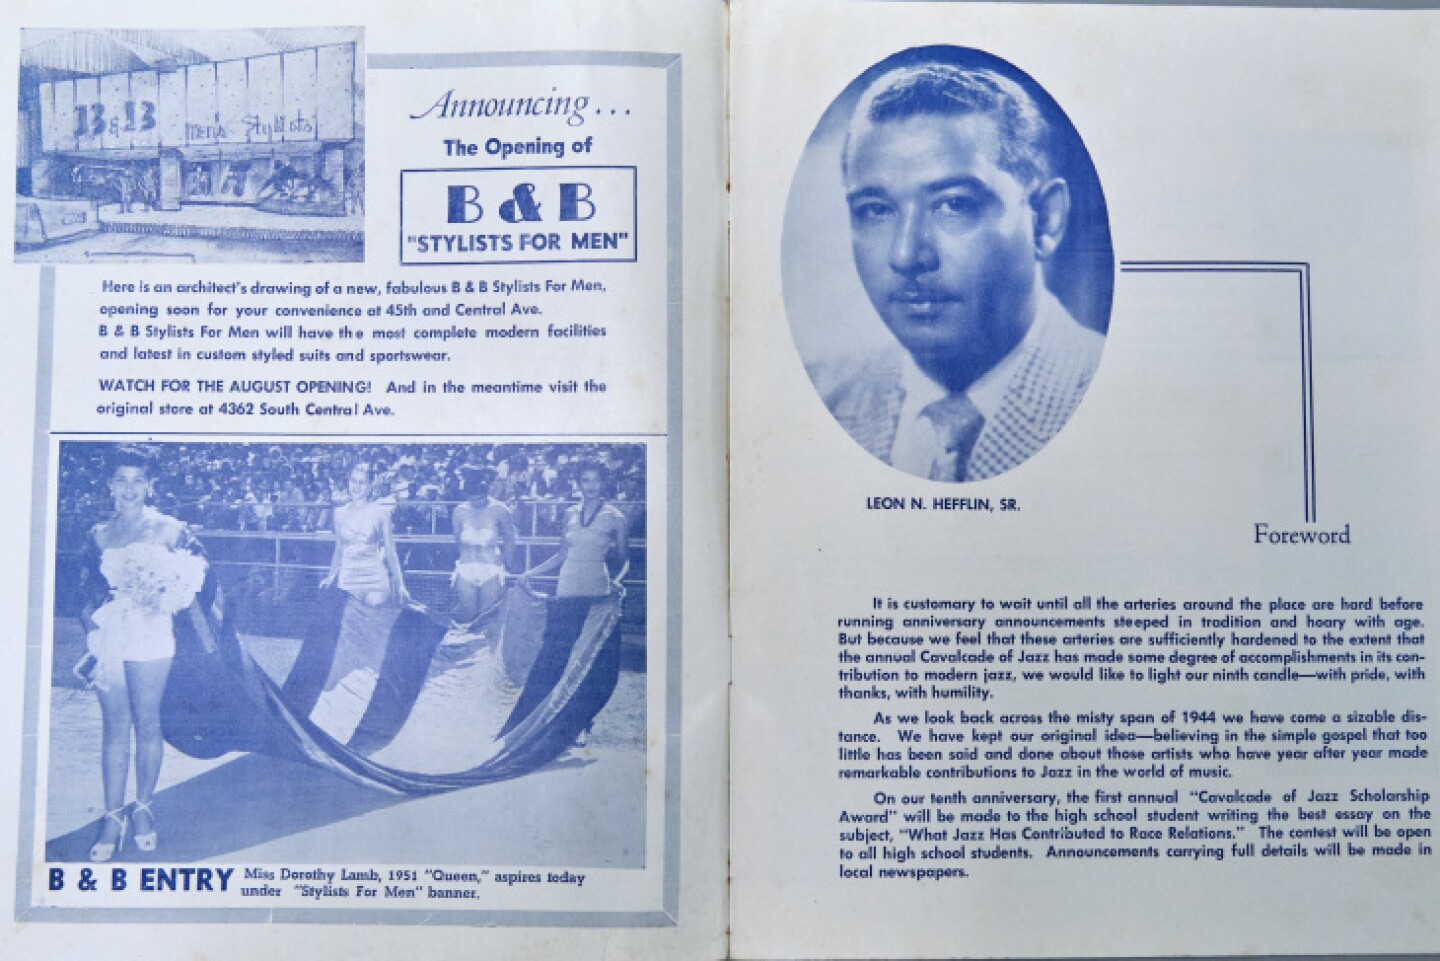 B & B Men's Stylists
Announcing...
The Opening of
B & B
"STYLISTS FOR MEN"
Here is an architect's drawing of a new, fabulous B & B Stylists For Men,
opening soon for your convenience at 45th and Central Ave.
B & B Stylists For Men will have the most complete modern facilities
and latest in custom styled suits and sportswear.
WATCH FOR THE AUGUST OPENING! And in the meantime visit the
original store at 4362 South Central Ave.
B & B ENTRY Miss Dorothy Lamb, 1951 "Queen," aspires today
under "Stylists For Men" banner.
LEON N. HEFFLIN, SR.
Foreword
It is customary to wait until all the arteries around the place are hard before
running anniversary announcements steeped in tradition and hoary with age.
But because we feel that these arteries are sufficiently hardened to the extent that
the annual Cavalcade of Jazz has made some degree of accomplishments in its con-
tribution to modern jazz, we would like to light our ninth candle—with pride, with
thanks, with humility.
As we look back across the misty span of 1944 we have come a sizable dis-
tance. We have kept our original idea—believing in the simple gospel that too
little has been said and done about those artists who have year after year made
remarkable contributions to Jazz in the world of music.
On our tenth anniversary, the first annual "Cavalcade of Jazz Scholarship
Award" will be made to the high school student writing the best essay on the
subject, "What Jazz Has Contributed to Race Relations." The contest will be open
to all high school students. Announcements carrying full details will be made in
local newspapers.